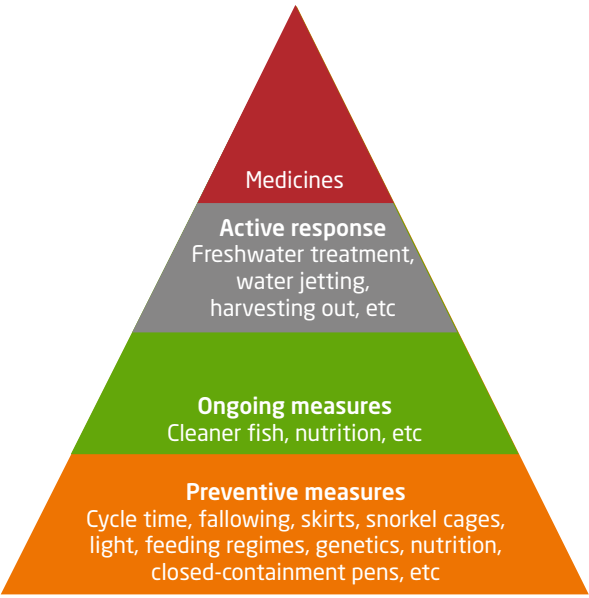 Medicines
Active response
Freshwater treatment,
water jetting,
harvesting out, etc
Ongoing measures
Cleaner fish, nutrition, etc
Preventive measures
Cycle time, fallowing, skirts, snorkel cages,
light, feeding regimes, genetics, nutrition,
closed-containment pens, etc